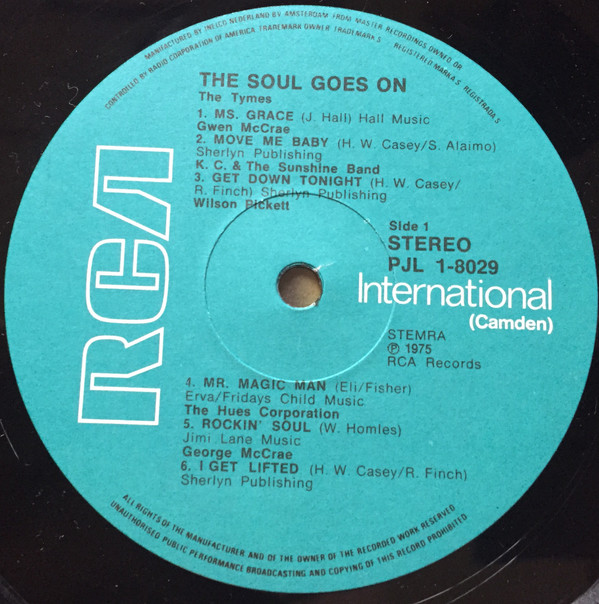 MANUFACTURED BY INELCO NEDERLAND BV AMSTERDAM FROM MASTER RECORDINGS OWNED OR
CONTROLLED BY RADIO CORPORATION OF AMERICA TRADEMARK OWNER TRADEMARK S REGISTERED MARKA S REGISTRADA S
RCA
THE SOUL GOES ON
The Tymes
1. MS. GRACE (J. Hall) Hall Music
Gwen McCrae
2. MOVE ME BABY (H. W. Casey/S. Alaimo)
Sherlyn Publishing
K. C. & The Sunshine Band
3. GET DOWN TONIGHT (H. W. Casey/
R. Finch) Sherlyn Publishing
Wilson Pickett
Side 1
STEREO
PJL 1-8029
International
(Camden)
STEMRA
℗ 1975
RCA Records
4. MR. MAGIC MAN (Eli/Fisher)
Erva/Fridays Child Music
The Hues Corporation
5. ROCKIN' SOUL (W. Homles)
Jimi Lane Music
George McCrae
6. I GET LIFTED (H. W. Casey/R. Finch)
Sherlyn Publishing
ALL RIGHTS OF THE MANUFACTURER AND OF THE OWNER OF THE RECORDED WORK RESERVED
UNAUTHORISED PUBLIC PERFORMANCE BROADCASTING AND COPYING OF THIS RECORD PROHIBITED